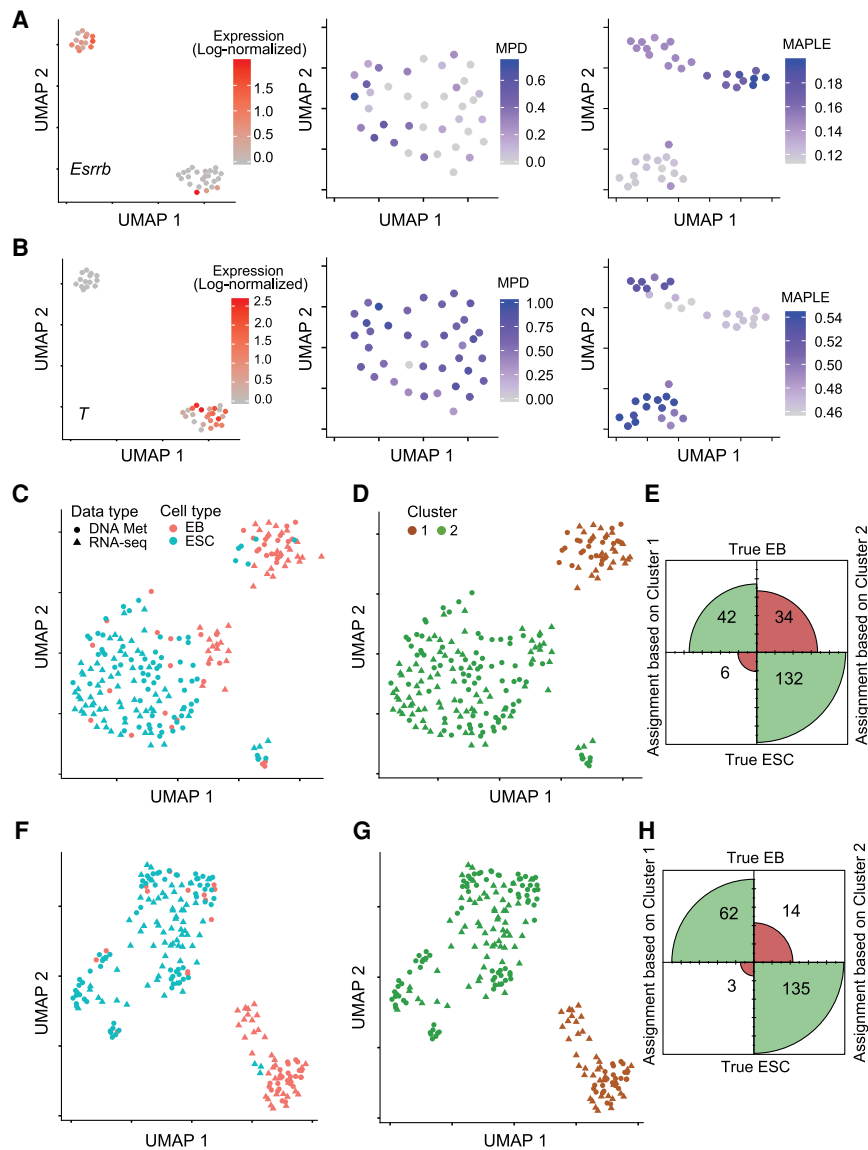 A
Expression
(Log-normalized)
1.5
1.0
0.5
0.0
Esrrb
UMAP 2
UMAP 1
MPD
0.6
0.4
0.2
0.0
UMAP 2
UMAP 1
MAPLE
0.18
0.16
0.14
0.12
UMAP 2
UMAP 1
B
Expression
(Log-normalized)
2.5
2.0
1.5
1.0
0.5
0.0
T
UMAP 2
UMAP 1
MPD
1.00
0.75
0.50
0.25
0.00
UMAP 2
UMAP 1
MAPLE
0.54
0.52
0.50
0.48
0.46
UMAP 2
UMAP 1
C
Data type
DNA Met
RNA-seq
Cell type
EB
ESC
UMAP 2
UMAP 1
D
Cluster
1 2
UMAP 2
UMAP 1
E
True EB
Assignment based on Cluster 1
Assignment based on Cluster 2
42
34
6
132
True ESC
F
UMAP 2
UMAP 1
G
UMAP 2
UMAP 1
H
True EB
Assignment based on Cluster 1
Assignment based on Cluster 2
62
14
3
135
True ESC